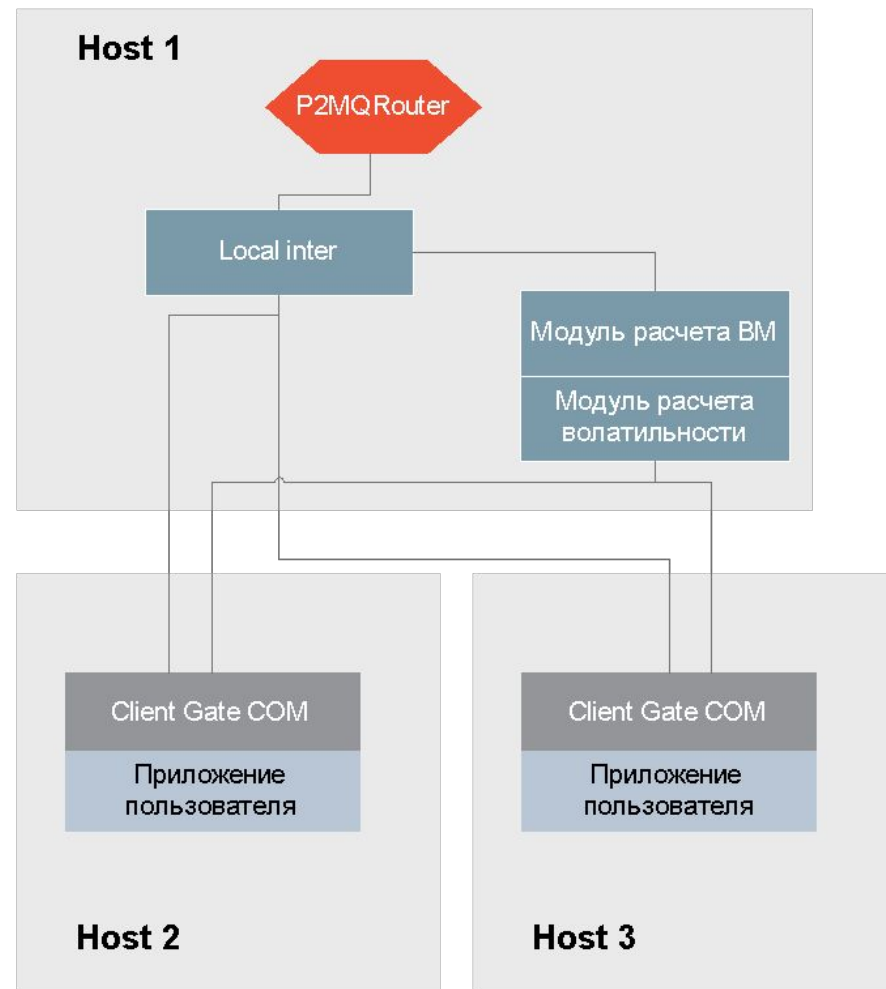 Host 1
P2MQRouter
Local inter
Модуль расчета ВМ
Модуль расчета
волатильности
Client Gate COM
Приложение
пользователя
Host 2
Client Gate COM
Приложение
пользователя
Host 3